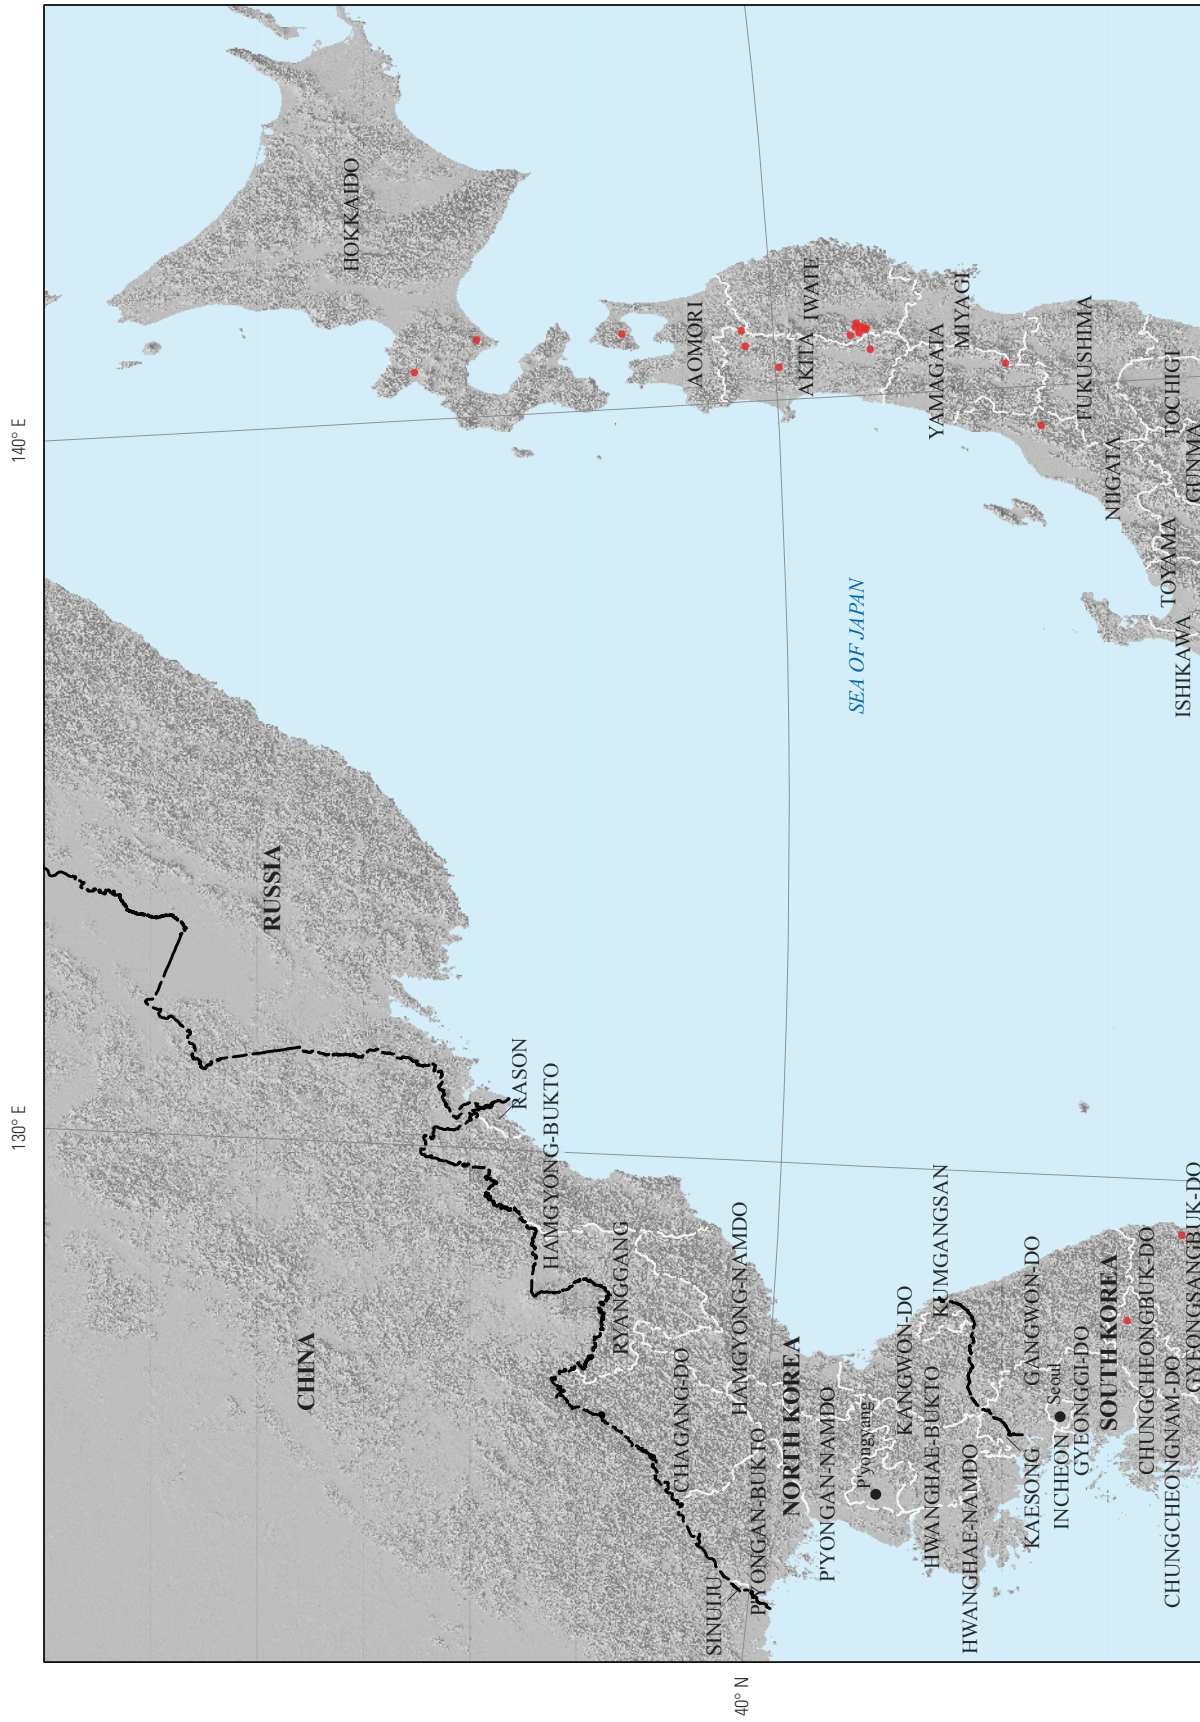 140° E
130° E
40° N
HOKKAIDO
RUSSIA
CHINA
AOMORI
AKITA
IWATE
YAMAGATA
MIYAGI
FUKUSHIMA
NIIGATA
TOCHIGI
GUNMA
TOYAMA
ISHIKAWA
SEA OF JAPAN
RASON
HAMGYONG-BUKTO
RYANGGANG
CHAGANG-DO
HAMGYONG-NAMDO
SINUIJU
P'YONGAN-BUKTO
NORTH KOREA
P'YONGAN-NAMDO
P'yongyang
KANGWON-DO
HWANGHAE-BUKTO
KUMGANGSAN
HWANGHAE-NAMDO
KAESONG
GANGWON-DO
Seoul
INCHEON
GYEONGGI-DO
SOUTH KOREA
CHUNGCHEONGBUK-DO
CHUNGCHEONGNAM-DO
GYEONGSANGBUK-DO